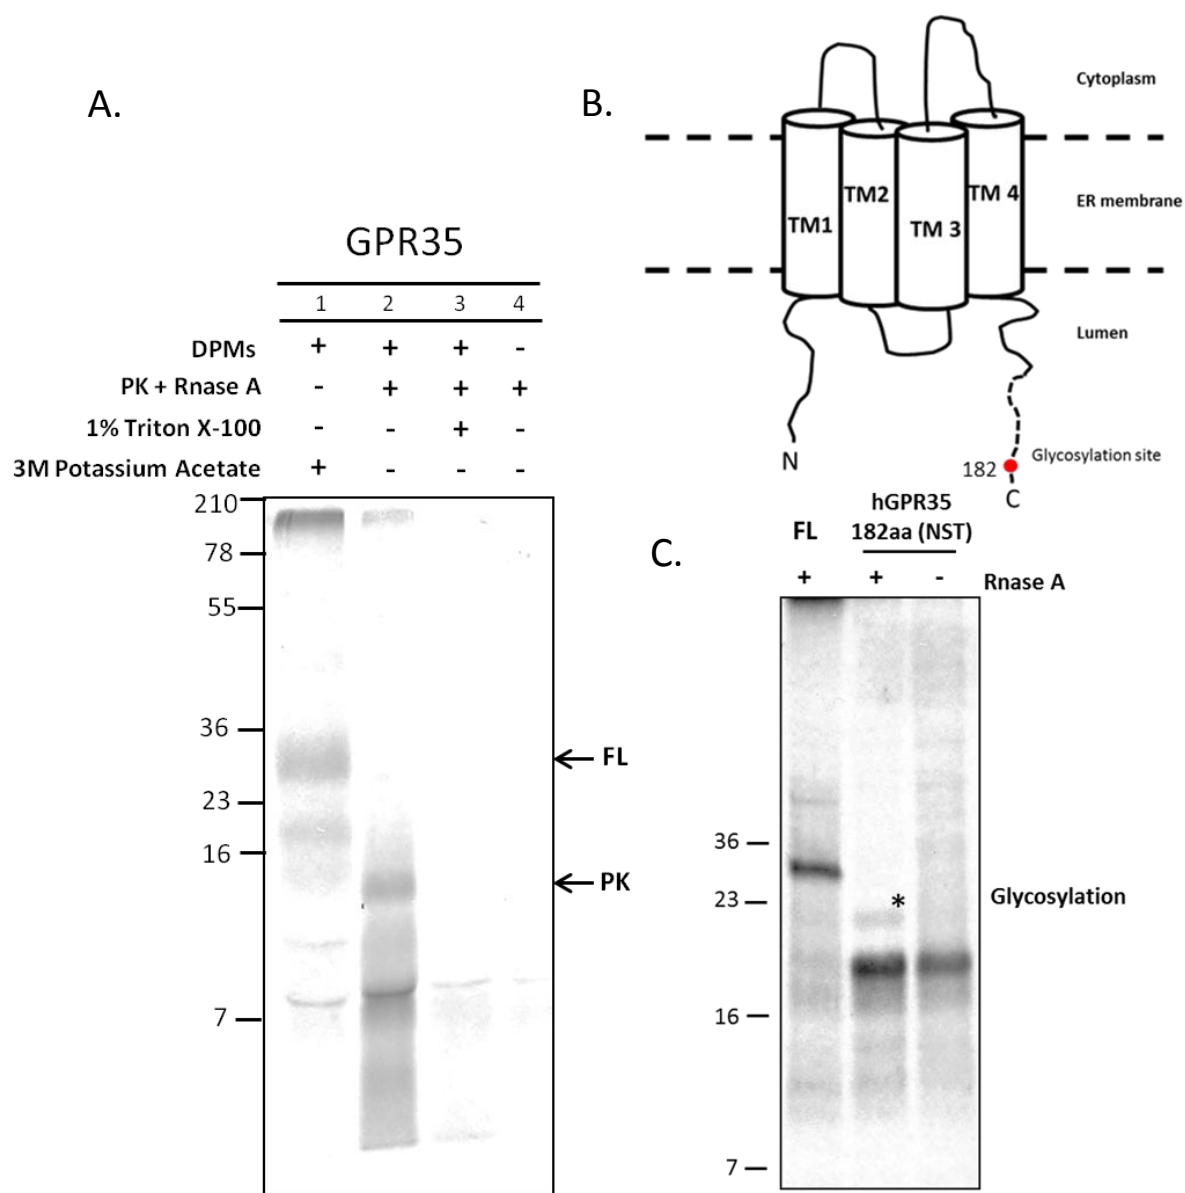 A.
GPR35
1 2 3 4
DPMs + + + -
PK + Rnase A - + + +
1% Triton X-100 - - + -
3M Potassium Acetate + - - -
210
78
55
36
23
16
7
FL
PK
B.
Cytoplasm
ER membrane
Lumen
TM1
TM2
TM 3
TM 4
N
182
Glycosylation site
C
C.
FL
hGPR35
182aa (NST)
+ + - Rnase A
36
23
16
7
*
Glycosylation